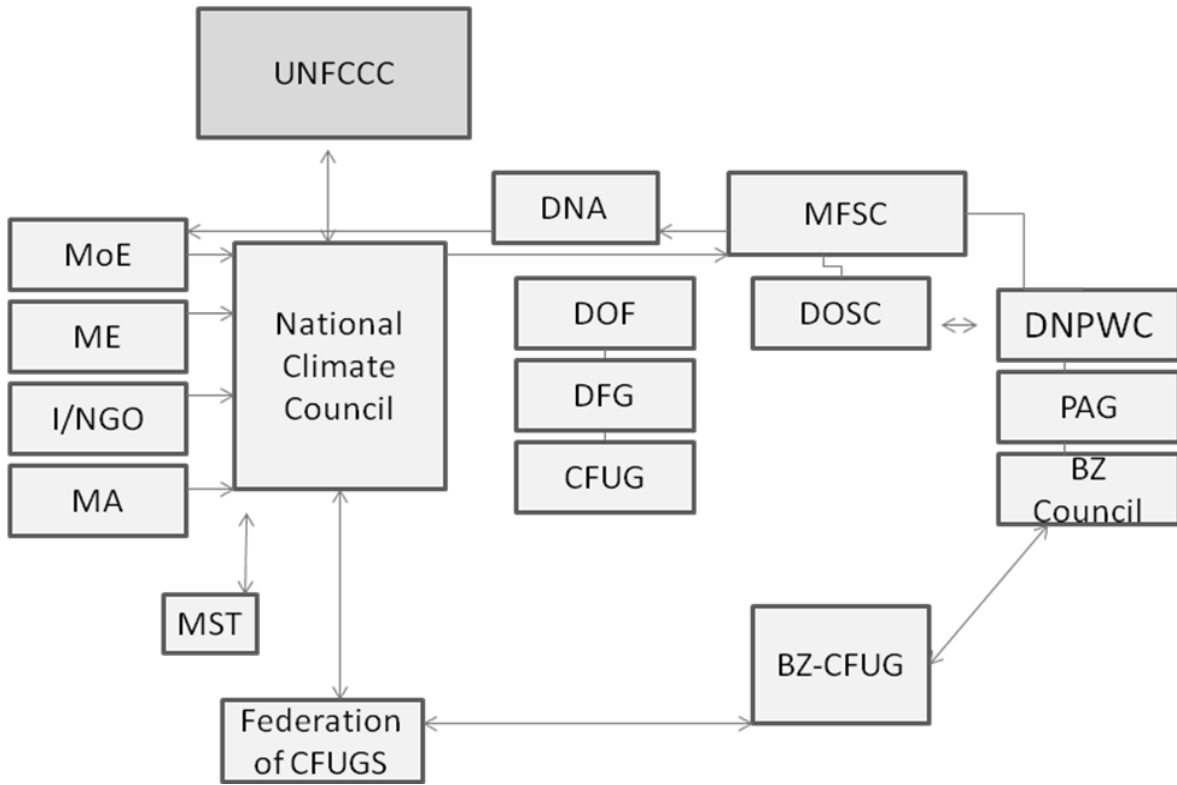 UNFCCC
DNA
MFSC
MoE
ME
I/NGO
MA
National
Climate
Council
DOF
DFG
CFUG
DOSC
DNPWC
PAG
BZ
Council
MST
BZ-CFUG
Federation
of CFUGS